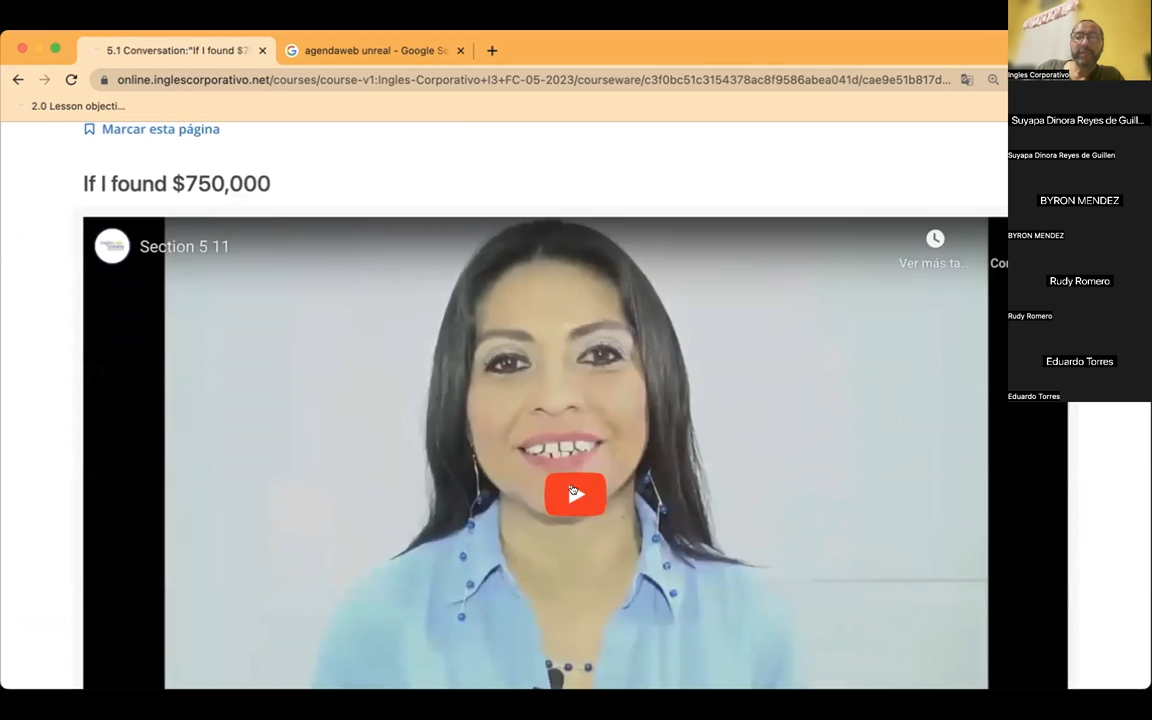 5.1 Conversation:"If I found $7
agendaweb unreal - Google Se
online.inglescorporativo.net/courses/course-v1:Ingles-Corporativo+I3+FC-05-2023/courseware/c3f0bc51c3154378ac8f9586abea041d/cae9e51b817d...
2.0 Lesson objecti...
Marcar esta página
If I found $750,000
Section 5 11
Ver más ta...
Co
Ingles Corporativo
Suyapa Dinora Reyes de Guill...
Suyapa Dinora Reyes de Guillen
BYRON MENDEZ
BYRON MENDEZ
Rudy Romero
Rudy Romero
Eduardo Torres
Eduardo Torres